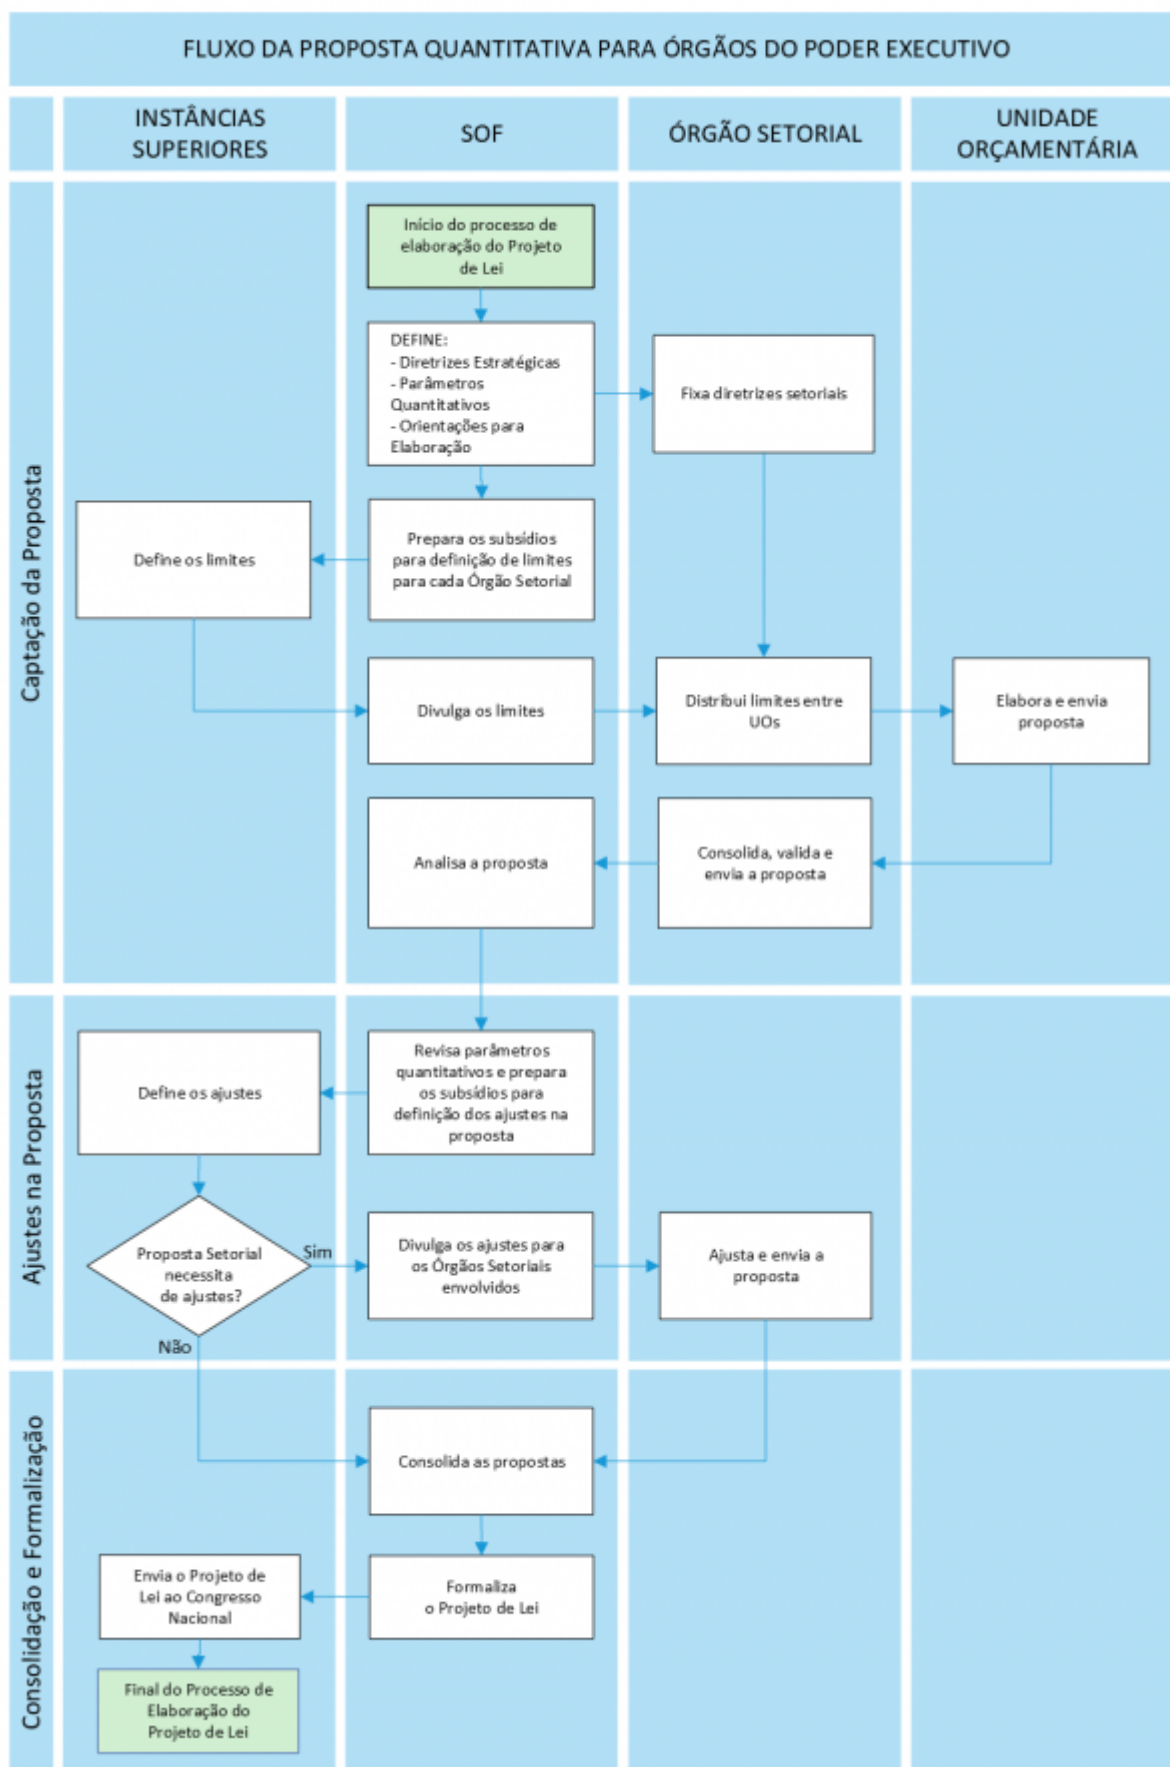 FLUXO DA PROPOSTA QUANTITATIVA PARA ÓRGÃOS DO PODER EXECUTIVO
INSTÂNCIAS
SUPERIORES
SOF
ÓRGÃO SETORIAL
UNIDADE
ORÇAMENTÁRIA
Captação da Proposta
Início do processo de
elaboração do Projeto
de Lei
DEFINE:
- Diretrizes Estratégicas
- Parâmetros
Quantitativos
- Orientações para
Elaboração
Fixa diretrizes setoriais
Prepara os subsídios
para definição de limites
para cada Órgão Setorial
Define os limites
Divulga os limites
Distribui limites entre
UOs
Elabora e envia
proposta
Consolida, valida e
envia a proposta
Analisa a proposta
Ajustes na Proposta
Revisa parâmetros
quantitativos e prepara
os subsídios para
definição dos ajustes na
proposta
Define os ajustes
Proposta Setorial
necessita
de ajustes?
Sim
Não
Divulga os ajustes para
os Órgãos Setoriais
envolvidos
Ajusta e envia a
proposta
Consolidação e Formalização
Consolida as propostas
Formaliza
o Projeto de Lei
Envia o Projeto de
Lei ao Congresso
Nacional
Final do Processo de
Elaboração do
Projeto de Lei